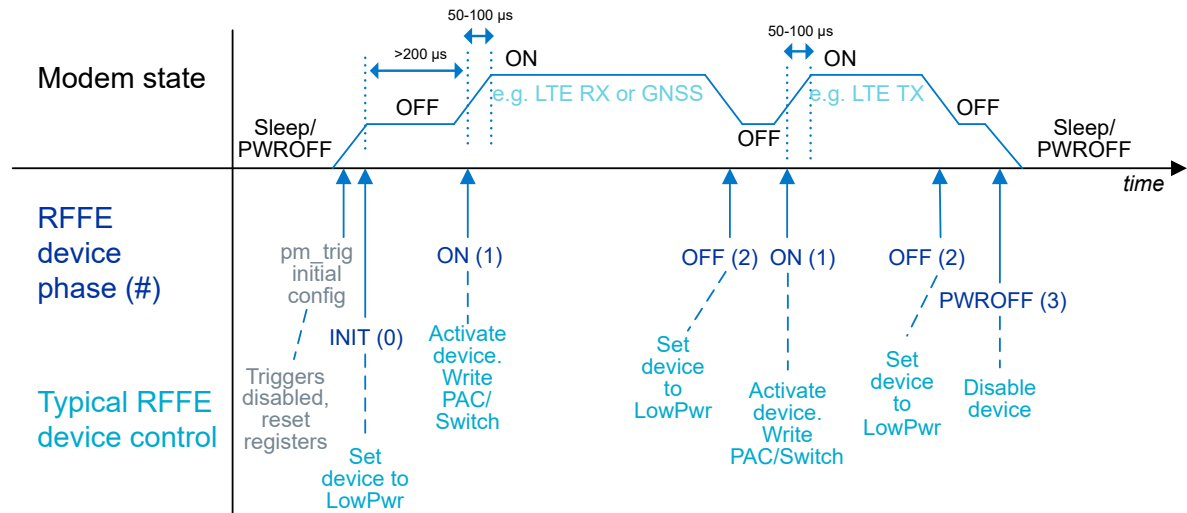 50-100 µs
>200 µs
50-100 µs
Modem state
ON
ON
e.g. LTE RX or GNSS
e.g. LTE TX
OFF
OFF
OFF
Sleep/
PWROFF
Sleep/
PWROFF
time
RFFE
device
phase (#)
pm_trig
initial
config
INIT (0)
ON (1)
OFF (2)
ON (1)
OFF (2)
PWROFF (3)
Typical RFFE
device control
Triggers
disabled,
reset
registers
Set
device to
LowPwr
Activate
device.
Write
PAC/
Switch
Set
device
to
LowPwr
Activate
device.
Write
PAC/Switch
Set
device
to
LowPwr
Disable
device